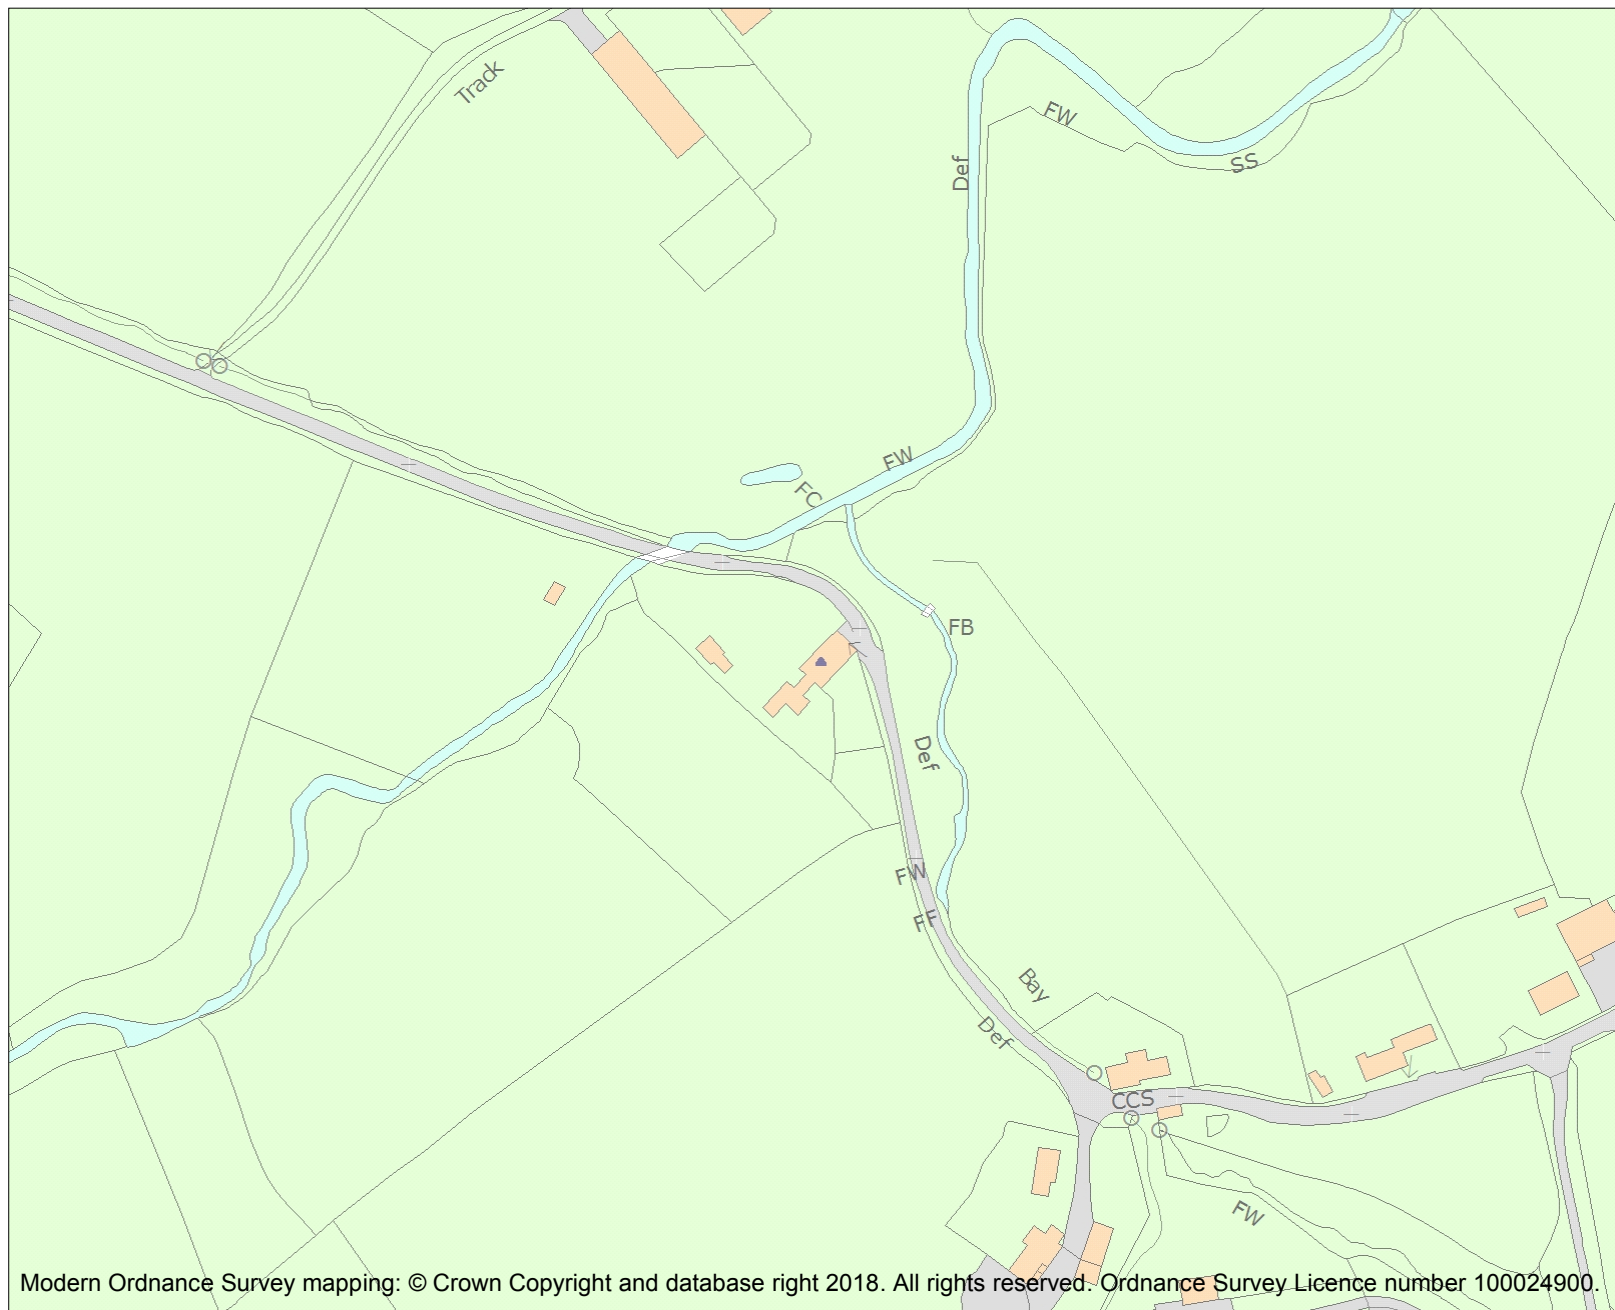 Track
FW
Def
SS
FW
FC
FB
Def
FW
FF
Bay
Def
CCS
FW
Modern Ordnance Survey mapping: © Crown Copyright and database right 2018. All rights reserved. Ordnance Survey Licence number 100024900.